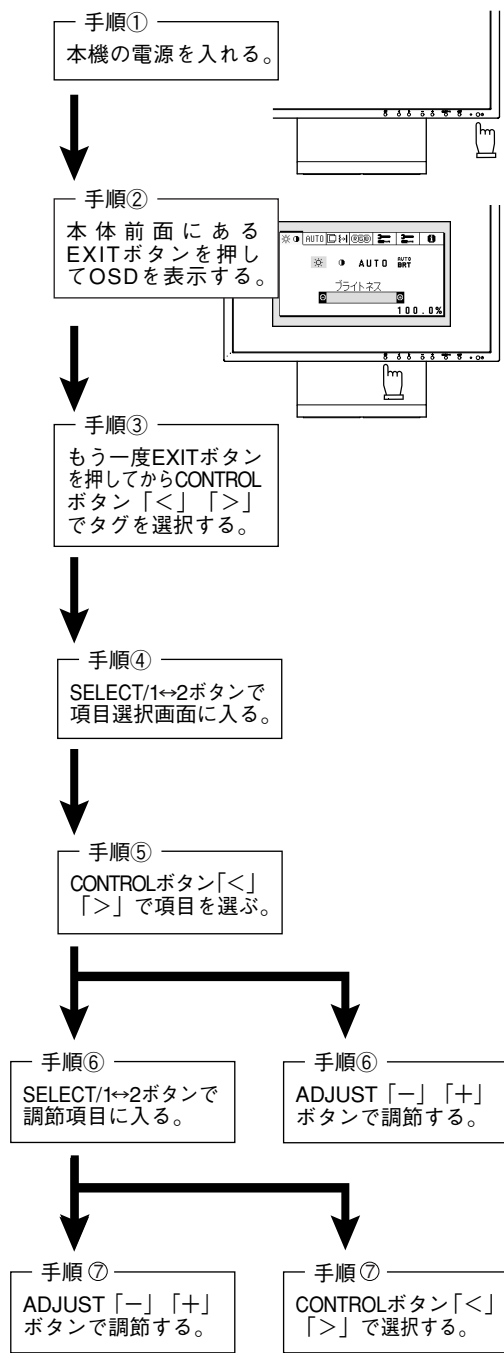 手順①
本機の電源を入れる。
手順②
本体前面にある
EXITボタンを押し
てOSDを表示する。
AUTO RGB
AUTO AUTO BRT
ブライトネス
100.0%
手順③
もう一度EXITボタン
を押してからCONTROL
ボタン「<」「>」
でタグを選択する。
手順④
SELECT/1↔2ボタンで
項目選択画面に入る。
手順⑤
CONTROLボタン「<」
「>」で項目を選ぶ。
手順⑥
SELECT/1↔2ボタンで
調節項目に入る。
手順⑥
ADJUST「−」「+」
ボタンで調節する。
手順⑦
ADJUST「−」「+」
ボタンで調節する。
手順⑦
CONTROLボタン「<」
「>」で選択する。